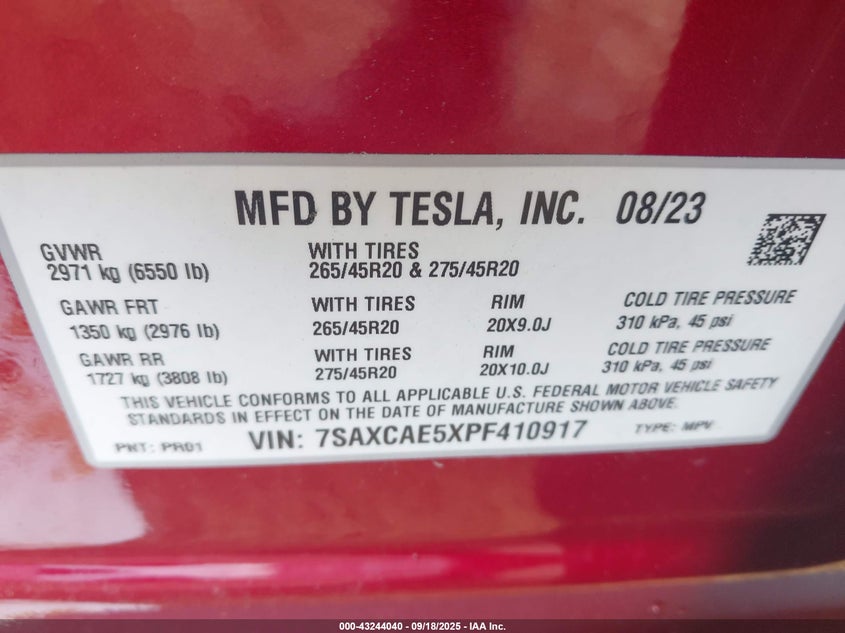 MFD BY TESLA, INC. 08/23
GVWR WITH TIRES
2971 kg (6550 lb) 265/45R20 & 275/45R20
GAWR FRT WITH TIRES RIM COLD TIRE PRESSURE
1350 kg (2976 lb) 265/45R20 20X9.0J 310 kPa, 45 psi
GAWR RR WITH TIRES RIM COLD TIRE PRESSURE
1727 kg (3808 lb) 275/45R20 20X10.0J 310 kPa, 45 psi
THIS VEHICLE CONFORMS TO ALL APPLICABLE U.S. FEDERAL MOTOR VEHICLE SAFETY
STANDARDS IN EFFECT ON THE DATE OF MANUFACTURE SHOWN ABOVE.
PNT: PR01 VIN: 7SAXCAE5XPF410917 TYPE: MPV
000-43244040 - 09/18/2025 - IAA Inc.